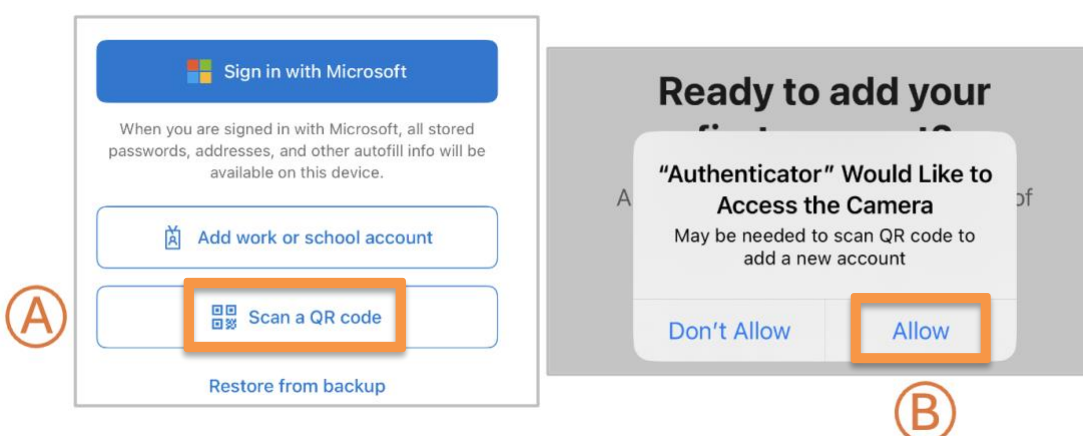 Sign in with Microsoft
When you are signed in with Microsoft, all stored
passwords, addresses, and other autofill info will be
available on this device.
Add work or school account
A
Scan a QR code
Restore from backup
Ready to add your
A
of
“Authenticator” Would Like to
Access the Camera
May be needed to scan QR code to
add a new account
Don’t Allow
Allow
B